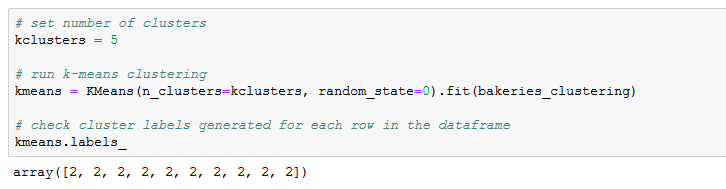 # set number of clusters
kclusters = 5
# run k-means clustering
kmeans = KMeans(n_clusters=kclusters, random_state=0).fit(bakeries_clustering)
# check cluster labels generated for each row in the dataframe
kmeans.labels_
array([2, 2, 2, 2, 2, 2, 2, 2, 2, 2])